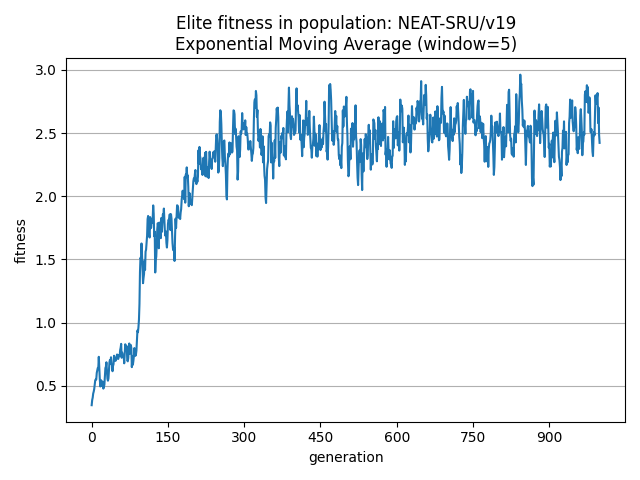 Elite fitness in population: NEAT-SRU/v19
Exponential Moving Average (window=5)
3.0
2.5
2.0
1.5
1.0
0.5
fitness
0 150 300 450 600 750 900
generation